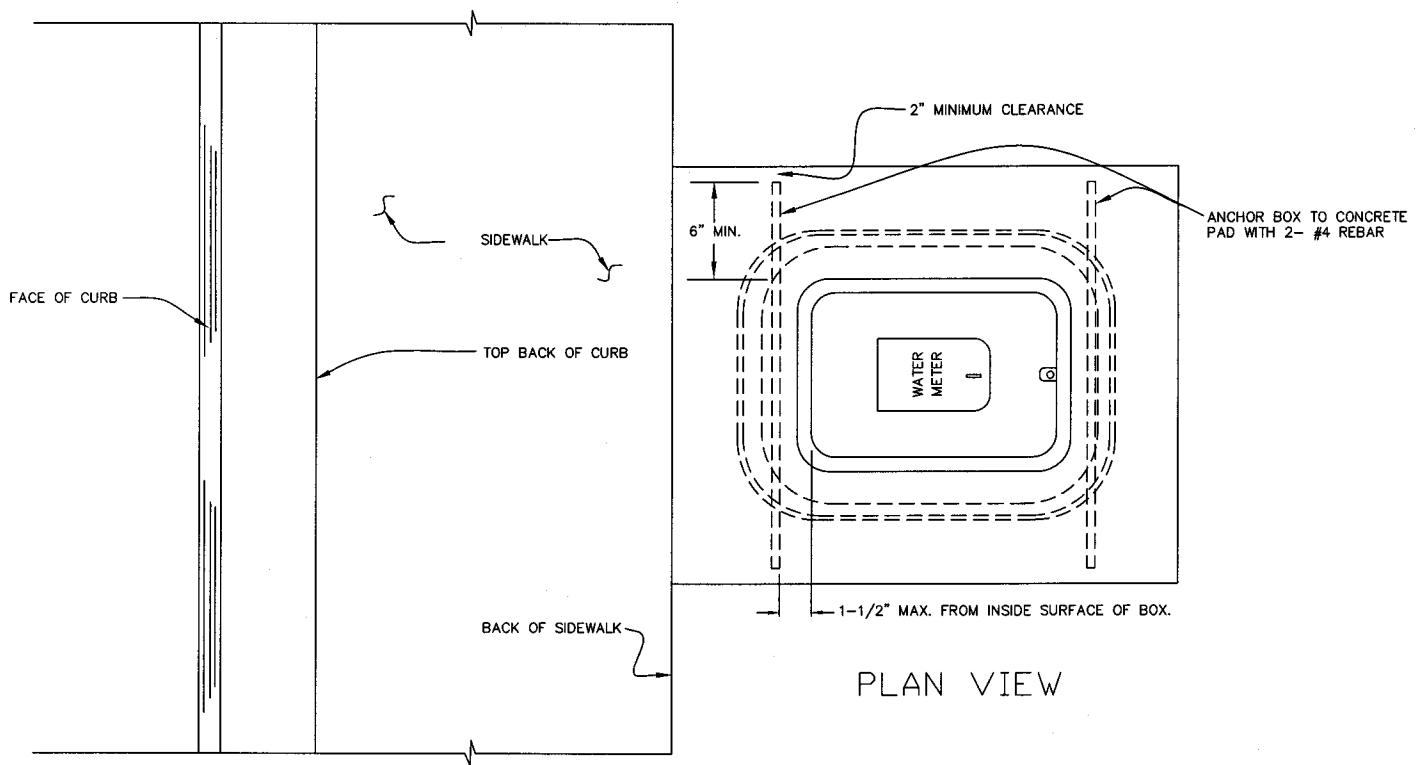 2" MINIMUM CLEARANCE
6" MIN.
ANCHOR BOX TO CONCRETE
PAD WITH 2- #4 REBAR
SIDEWALK
FACE OF CURB
TOP BACK OF CURB
WATER
METER
1-1/2" MAX. FROM INSIDE SURFACE OF BOX.
BACK OF SIDEWALK
PLAN VIEW